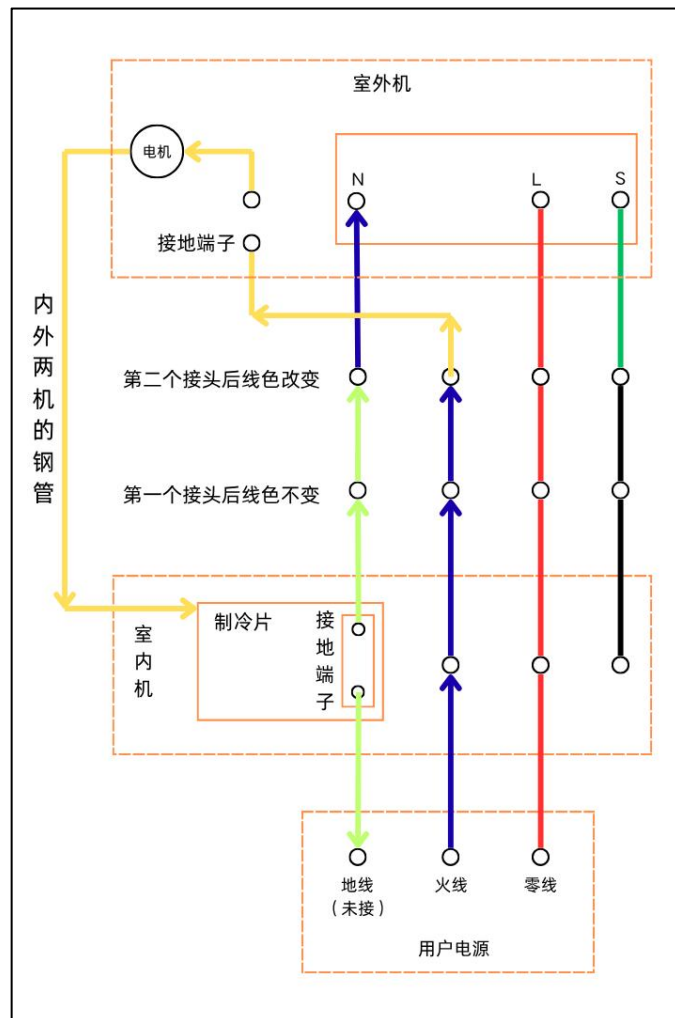 室外机
电机
N
L
S
接地端子
内外两机的钢管
第二个接头后线色改变
第一个接头后线色不变
制冷片
接地端子
室内机
地线
（未接）
火线
零线
用户电源